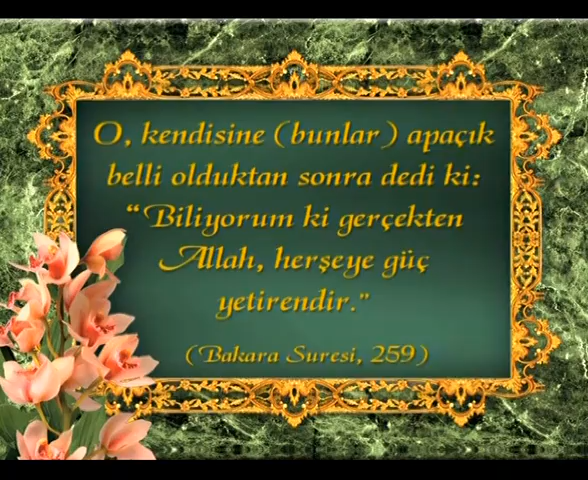 O, kendisine (bunlar) apaçık
belli olduktan sonra dedi ki:
“Biliyorum ki gerçekten
Allah, herşeye güç
yetirendir."
(Bakara Suresi, 259)